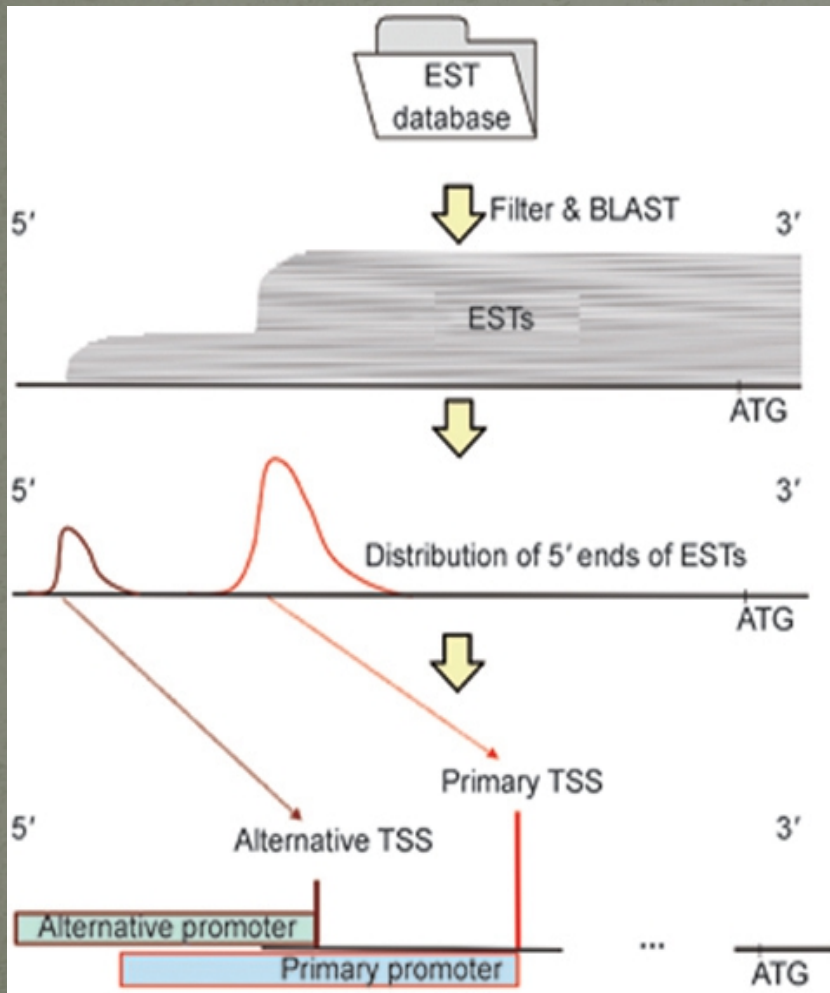 EST
database
Filter & BLAST
5′ 3′
ESTs
ATG
5′ 3′
Distribution of 5′ ends of ESTs
ATG
Primary TSS
5′ 3′
Alternative TSS
Alternative promoter
...
Primary promoter
ATG